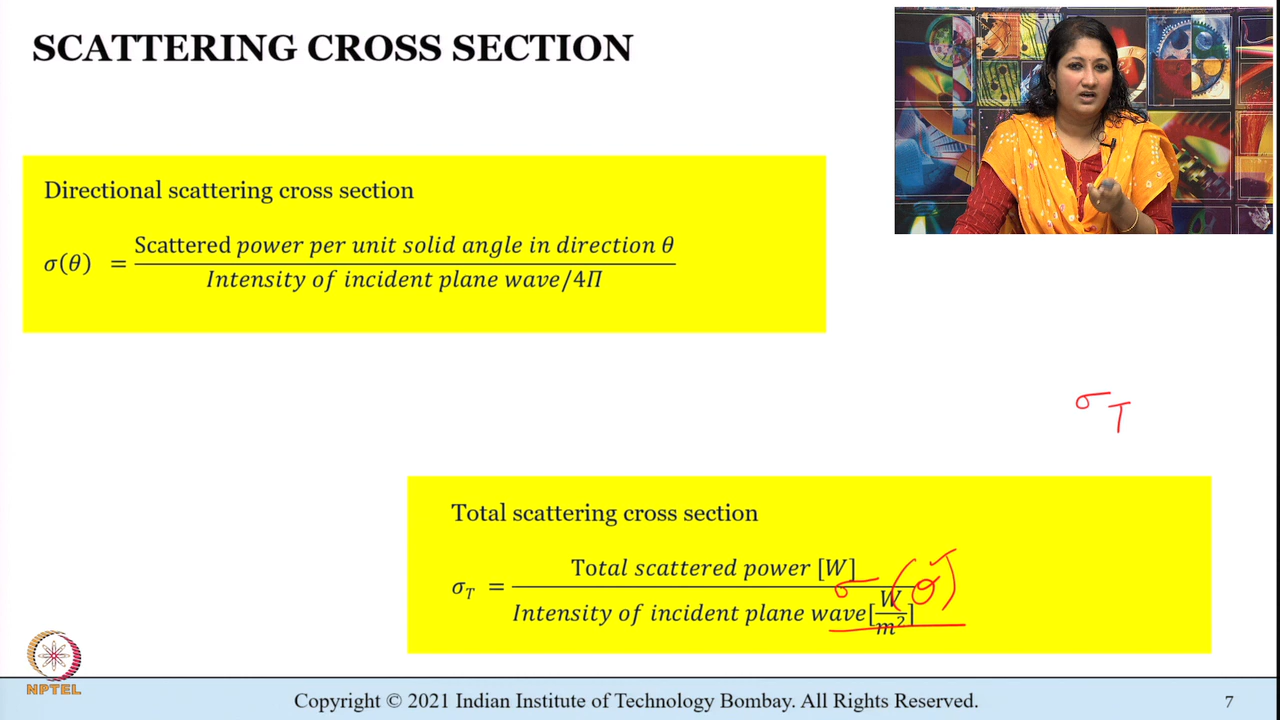 SCATTERING CROSS SECTION
Directional scattering cross section
σ(θ) = Scattered power per unit solid angle in direction θ
Intensity of incident plane wave/4Π
σ
T
Total scattering cross section
σ_T = Total scattered power [W]
Intensity of incident plane wave[W/m²]
σ(θ)
NPTEL
Copyright © 2021 Indian Institute of Technology Bombay. All Rights Reserved.
7